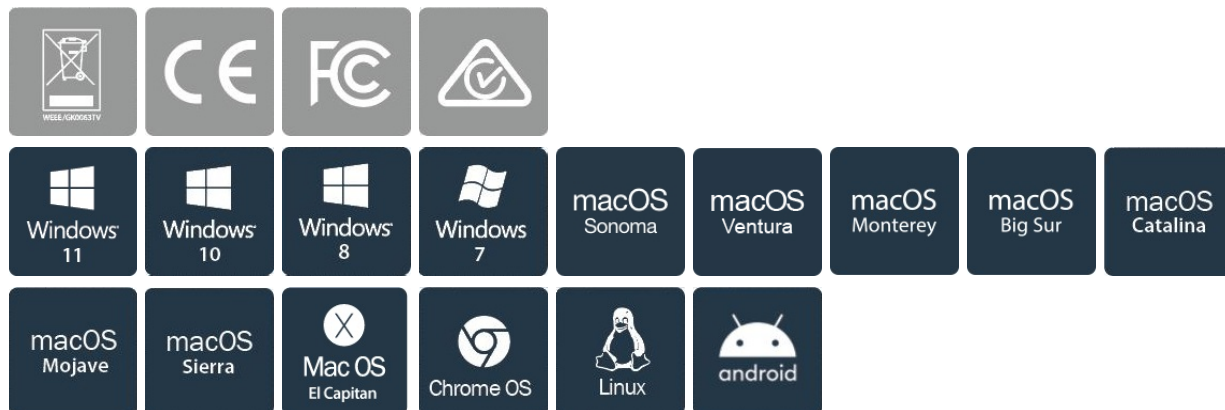 WEEE/GK0063TV
CE
FC
Windows
11
Windows
10
Windows
8
Windows
7
macOS
Sonoma
macOS
Ventura
macOS
Monterey
macOS
Big Sur
macOS
Catalina
macOS
Mojave
macOS
Sierra
X
Mac OS
El Capitan
Chrome OS
Linux
android